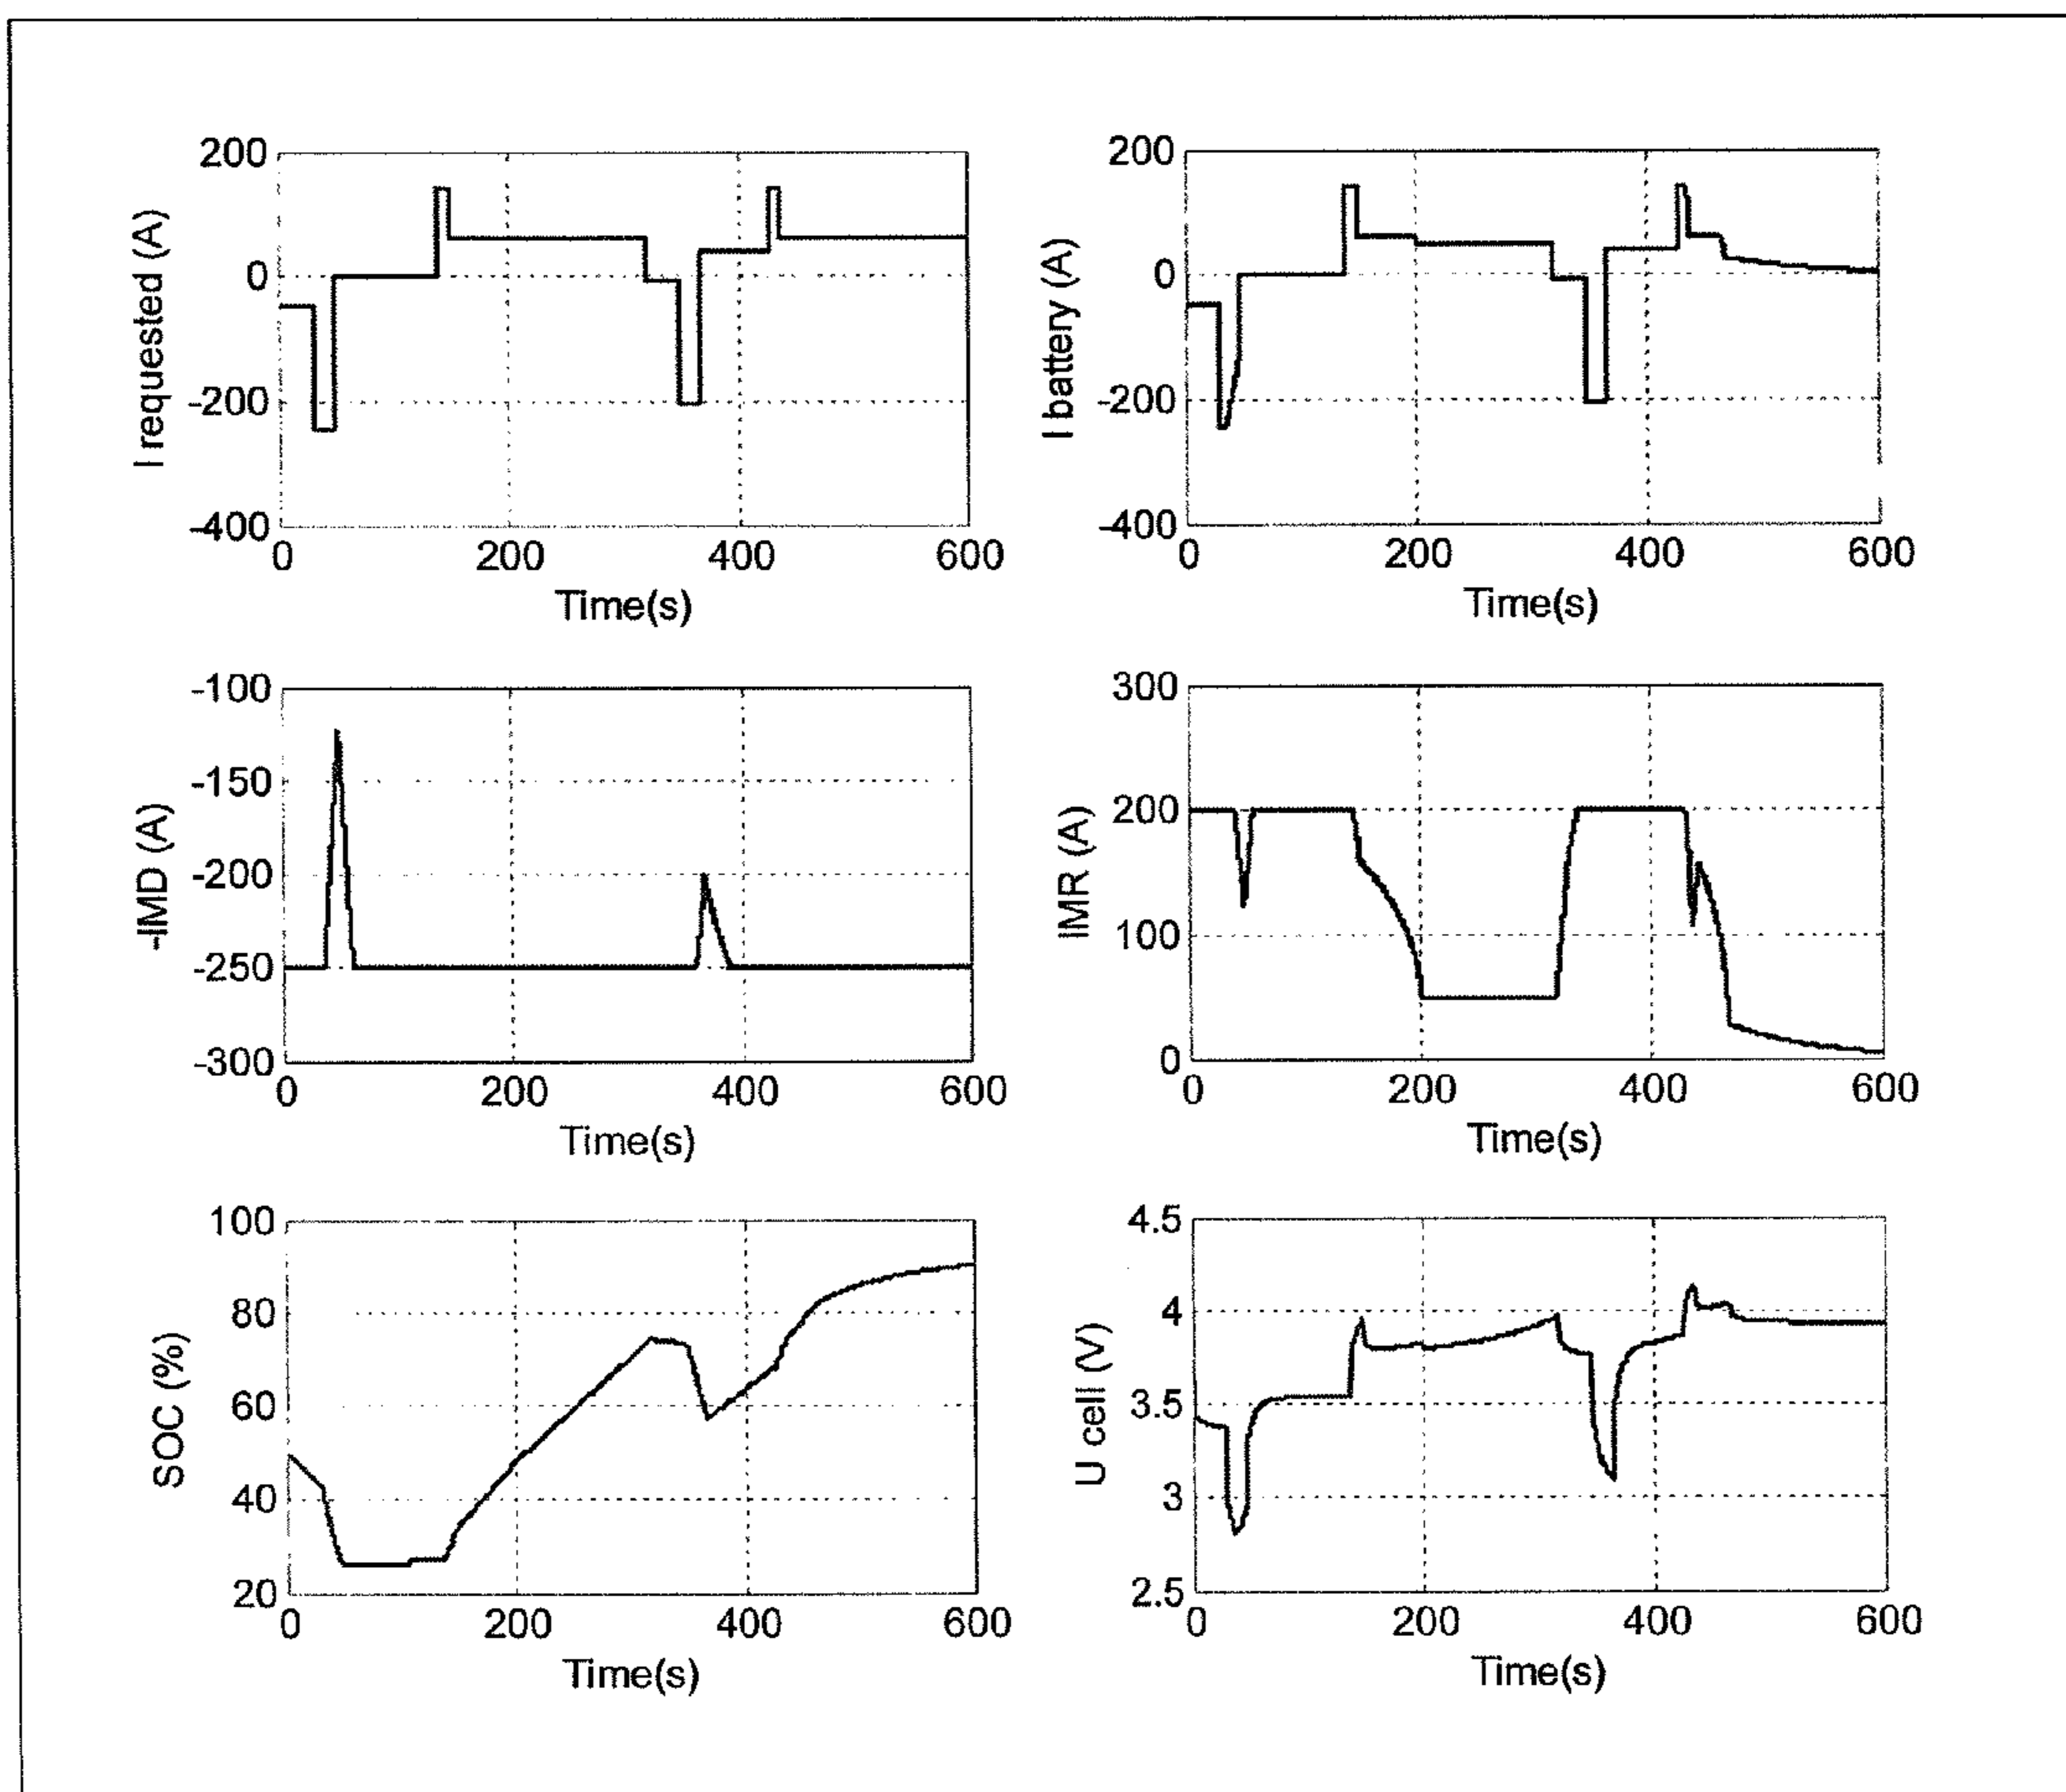 200
0
-200
-400
I requested (A)
0 200 400 600
Time(s)
200
0
-200
-400
I battery (A)
0 200 400 600
Time(s)
-100
-150
-200
-250
-300
-IMD (A)
0 200 400 600
Time(s)
300
200
100
0
IMR (A)
0 200 400 600
Time(s)
100
80
60
40
20
SOC (%)
0 200 400 600
Time(s)
4.5
4
3.5
3
2.5
U cell (V)
0 200 400 600
Time(s)